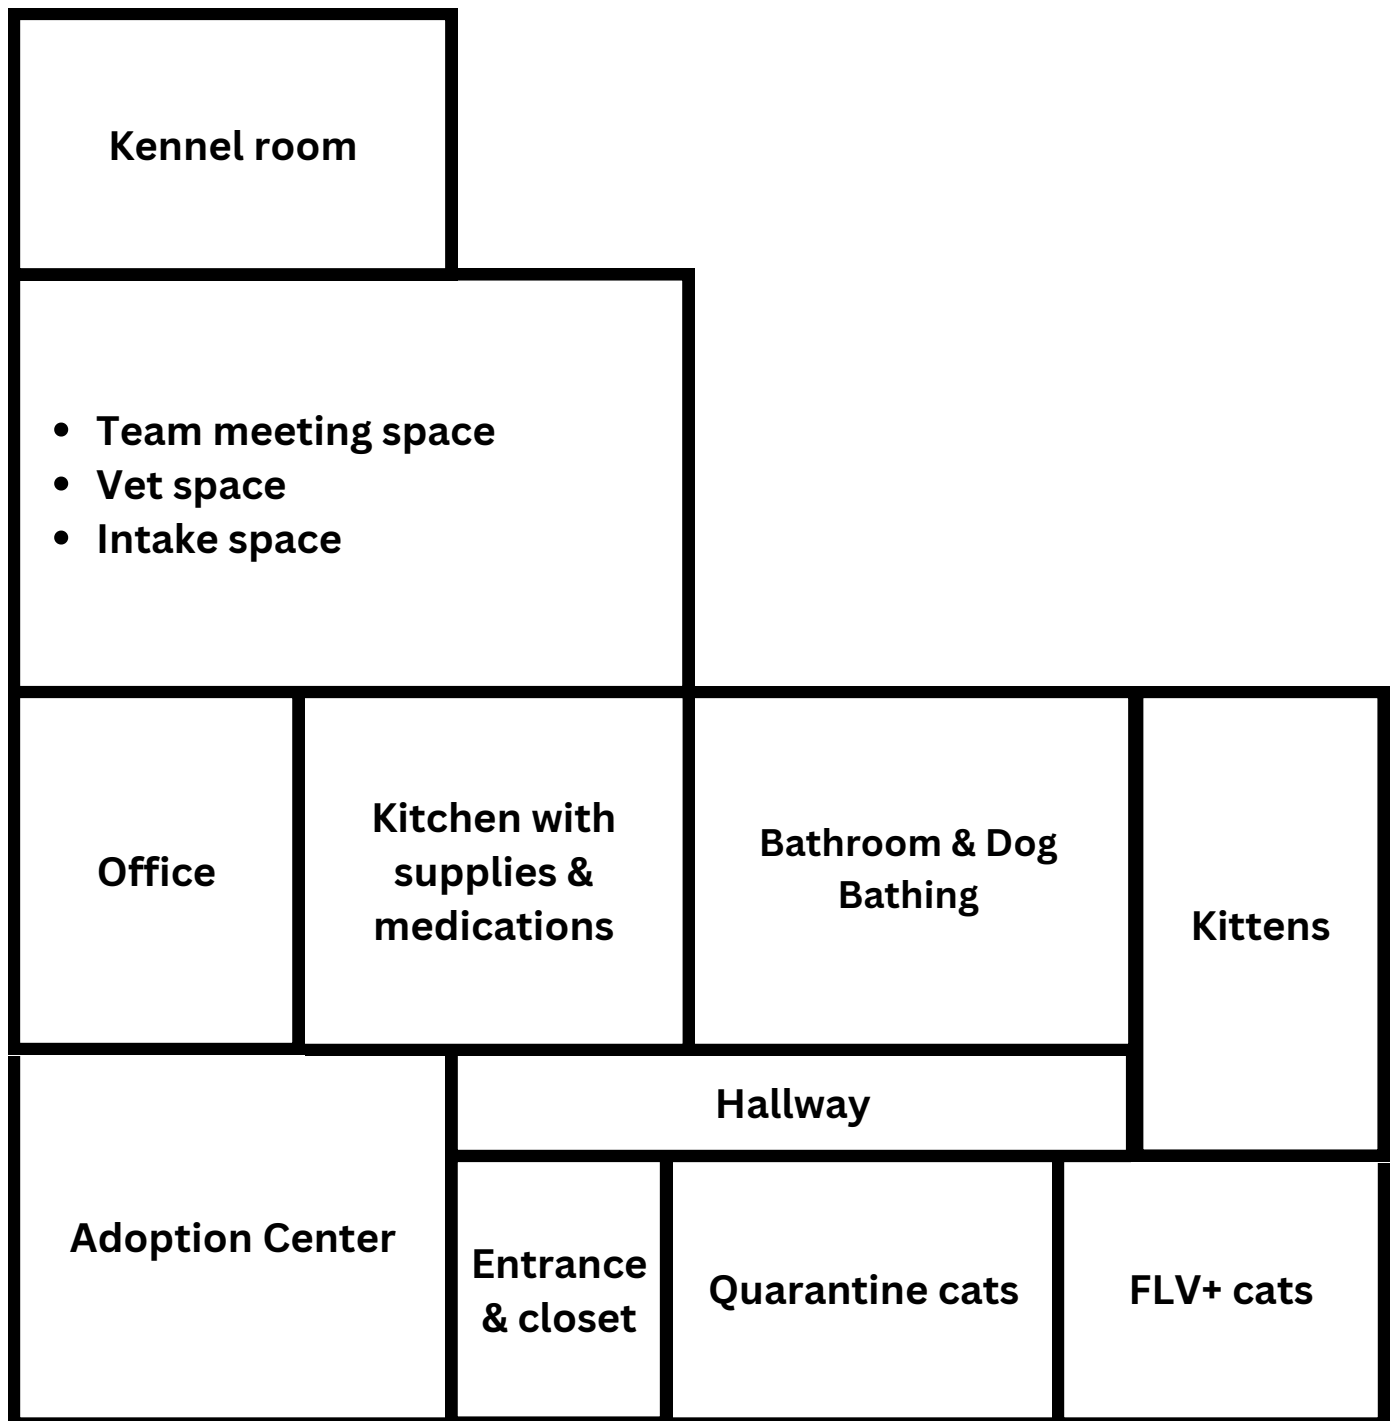 Kennel room
• Team meeting space
• Vet space
• Intake space
Office
Kitchen with
supplies &
medications
Bathroom & Dog
Bathing
Kittens
Hallway
Adoption Center
Entrance
& closet
Quarantine cats
FLV+ cats